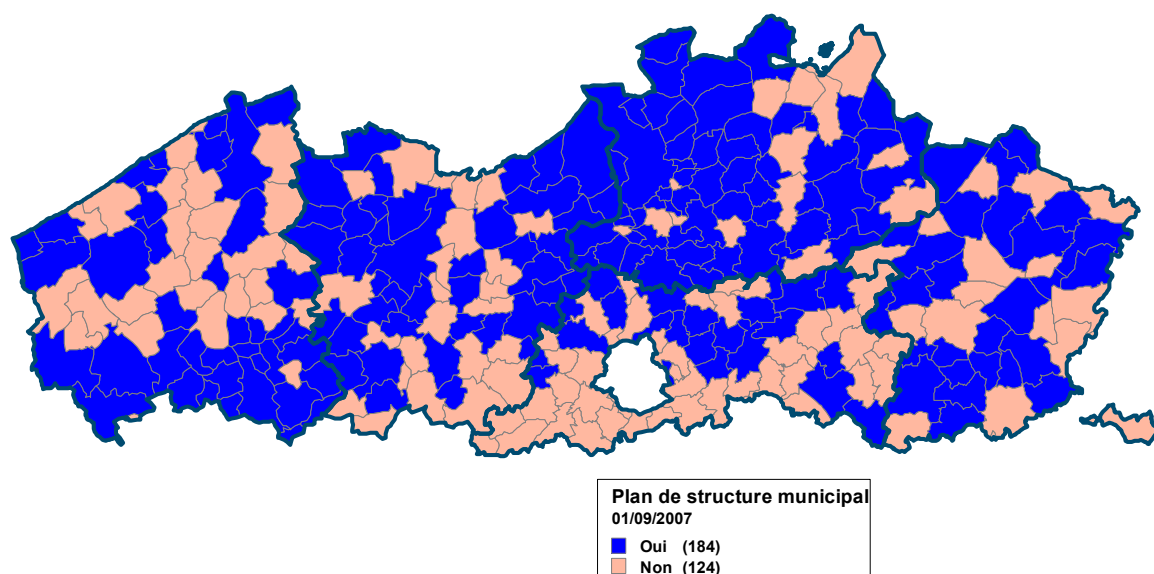 Plan de structure municipal
01/09/2007
Oui (184)
Non (124)